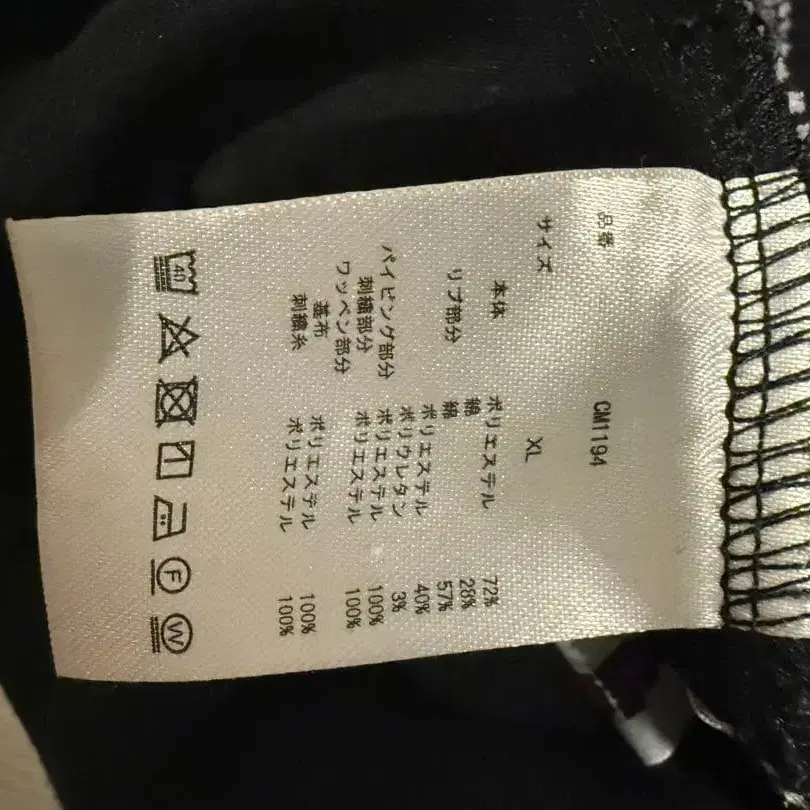 品番 CM1194
サイズ XL
本体 ポリエステル 72%
綿 28%
リブ部分 綿 57%
ポリエステル 40%
ポリウレタン 3%
パイピング部分 ポリエステル 100%
刺繍部分 ポリエステル 100%
ワッペン部分
基布 ポリエステル 100%
刺繍糸 ポリエステル 100%
40
F
W